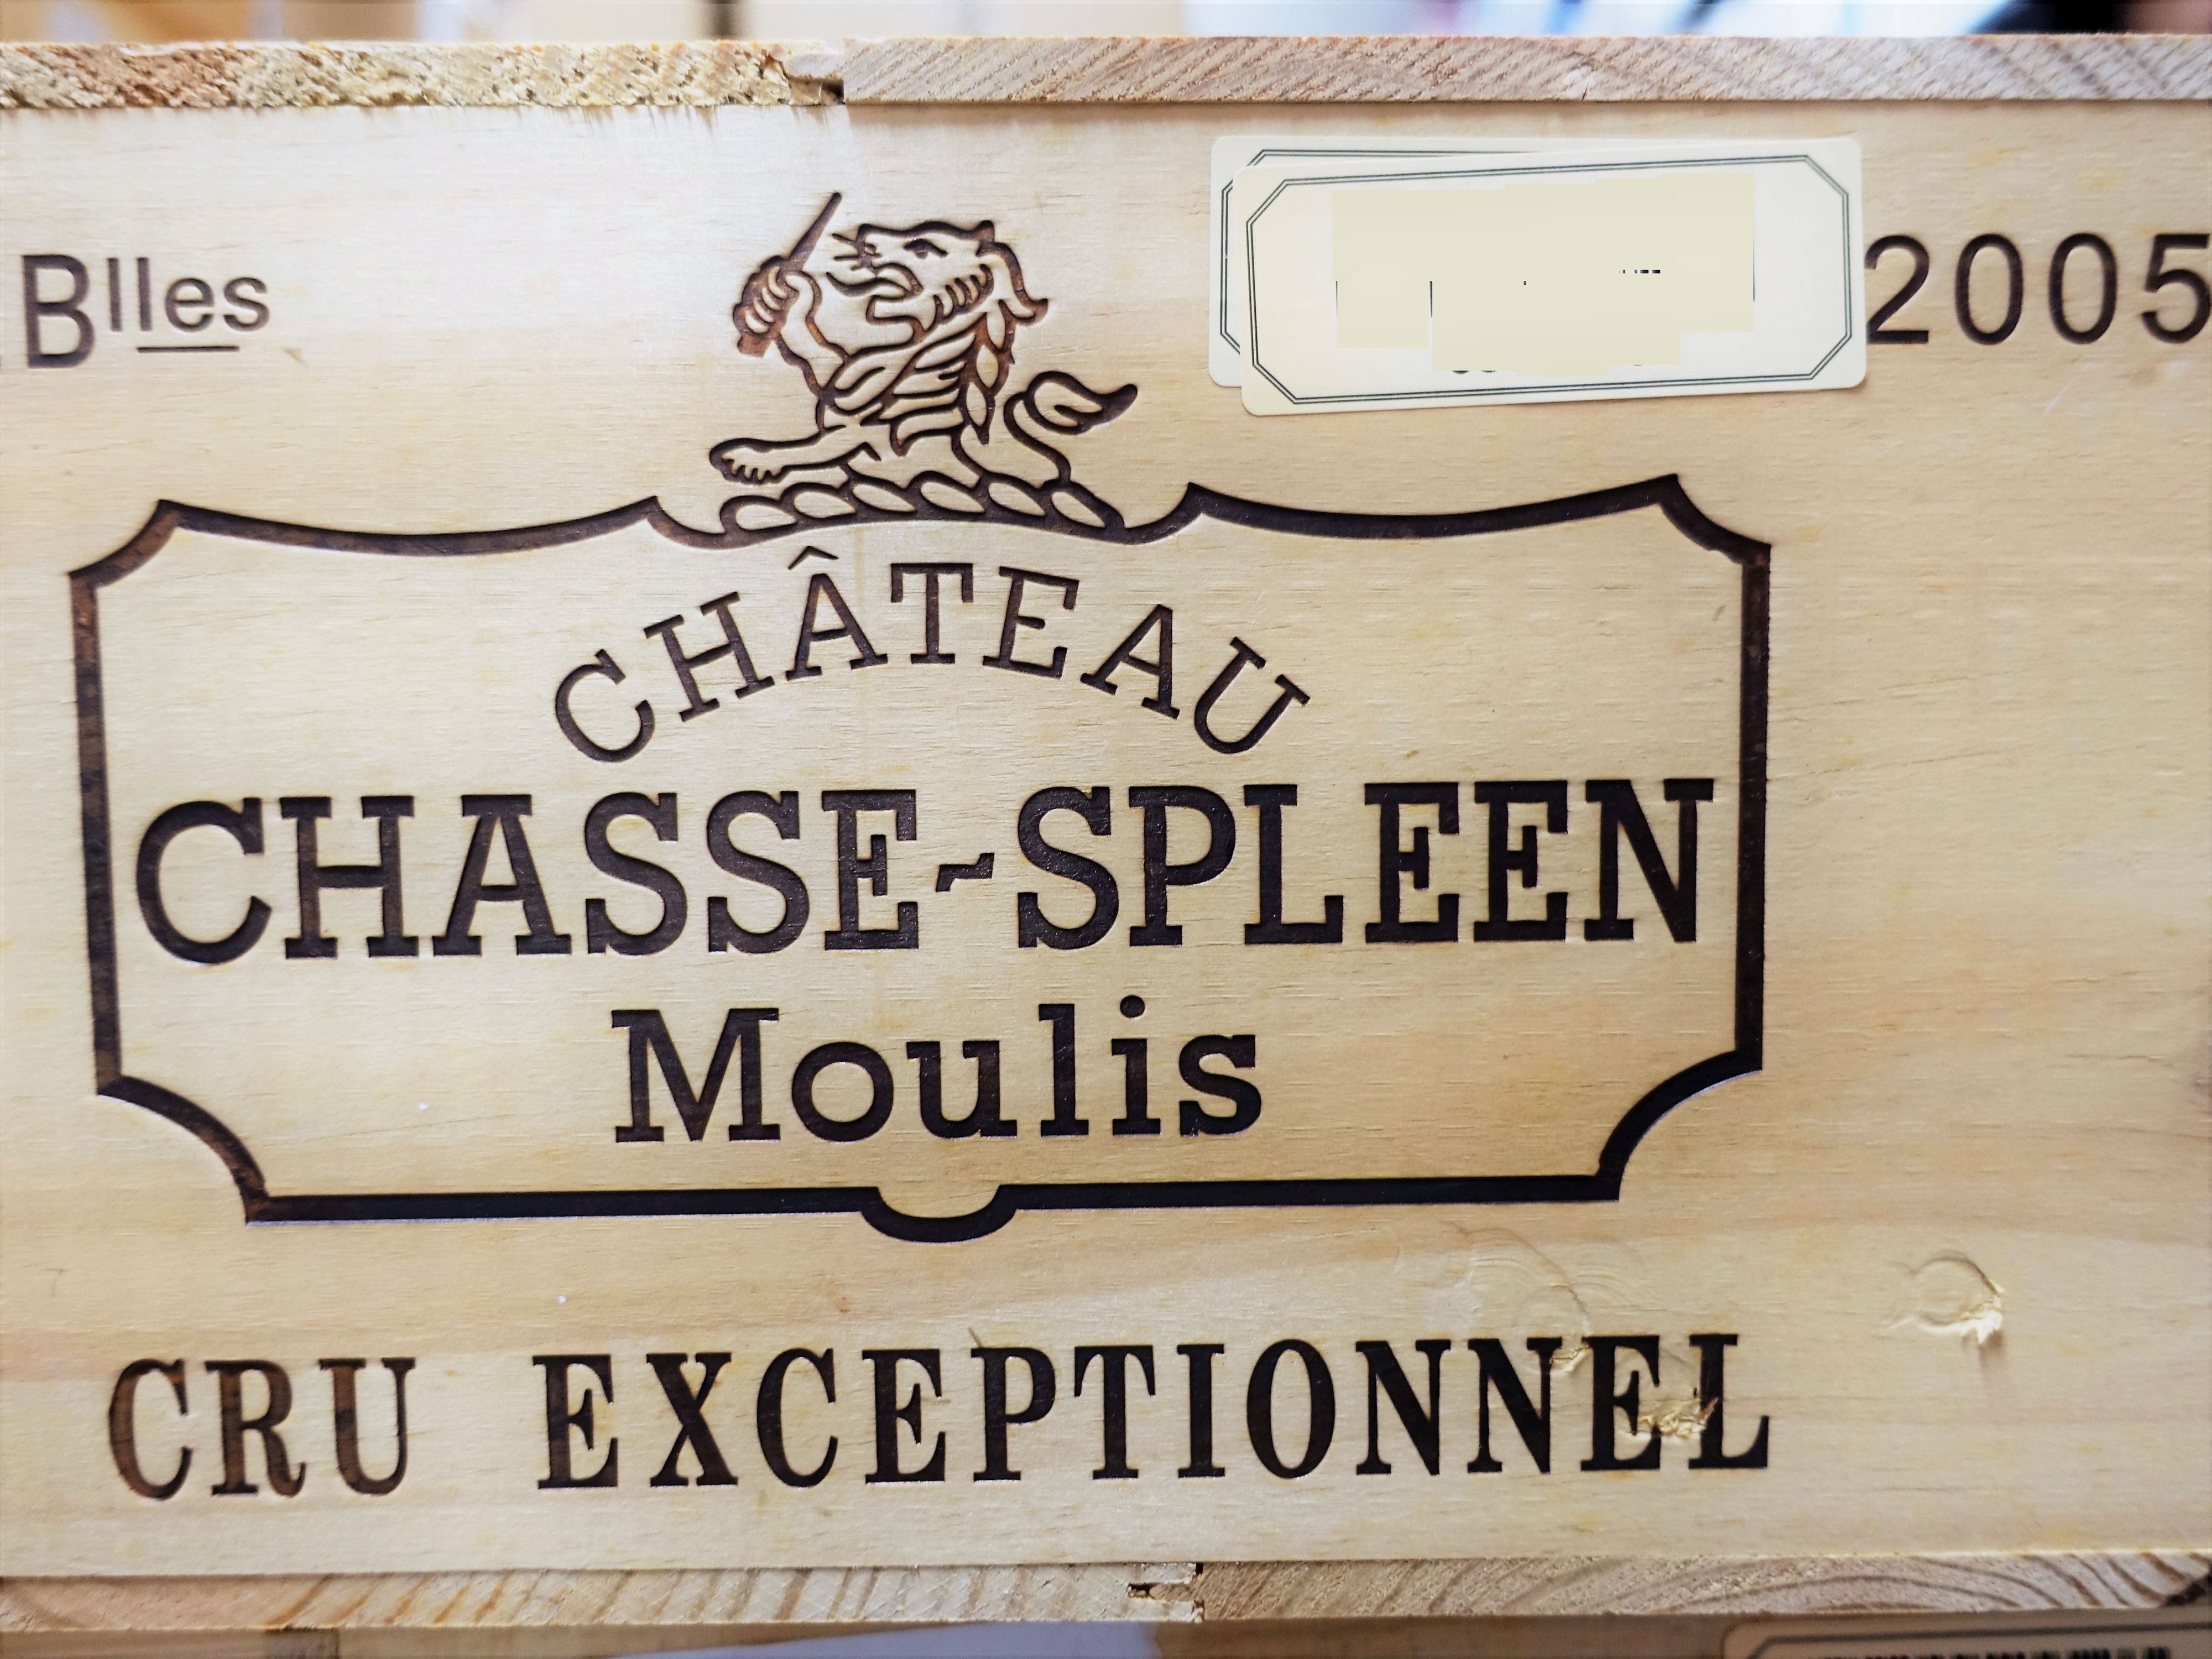 Blles
2005
CHÂTEAU
CHASSE-SPLEEN
Moulis
CRU EXCEPTIONNEL